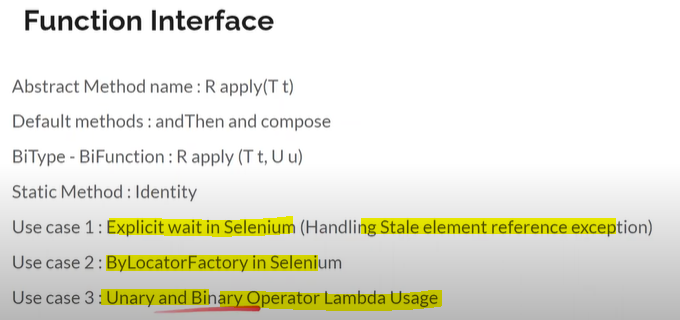 Function Interface
Abstract Method name : R apply(T t)
Default methods : andThen and compose
BiType - BiFunction : R apply (T t, U u)
Static Method : Identity
Use case 1 : Explicit wait in Selenium (Handling Stale element reference exception)
Use case 2 : ByLocatorFactory in Selenium
Use case 3 : Unary and Binary Operator Lambda Usage